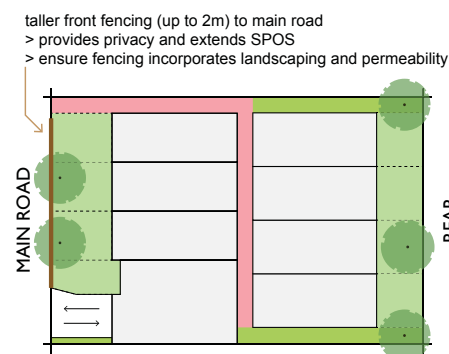 taller front fencing (up to 2m) to main road
> provides privacy and extends SPOS
> ensure fencing incorporates landscaping and permeability
MAIN ROAD
REAR